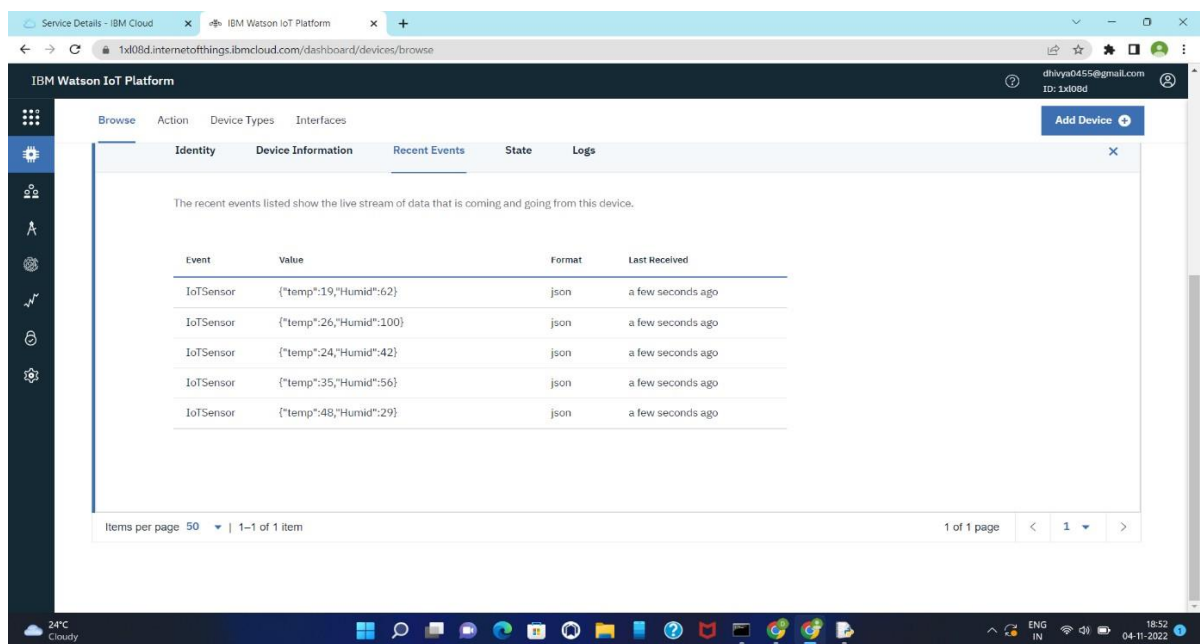 Service Details - IBM Cloud
IBM Watson IoT Platform
1xl08d.internetofthings.ibmcloud.com/dashboard/devices/browse
IBM Watson IoT Platform
dhivya0455@gmail.com
ID: 1xl08d
Browse Action Device Types Interfaces
Add Device
Identity Device Information Recent Events State Logs
The recent events listed show the live stream of data that is coming and going from this device.
Event Value Format Last Received
IoTSensor {"temp":19,"Humid":62} json a few seconds ago
IoTSensor {"temp":26,"Humid":100} json a few seconds ago
IoTSensor {"temp":24,"Humid":42} json a few seconds ago
IoTSensor {"temp":35,"Humid":56} json a few seconds ago
IoTSensor {"temp":48,"Humid":29} json a few seconds ago
Items per page 50 | 1–1 of 1 item
1 of 1 page 1
24°C
Cloudy
ENG
IN
18:52
04-11-2022
1